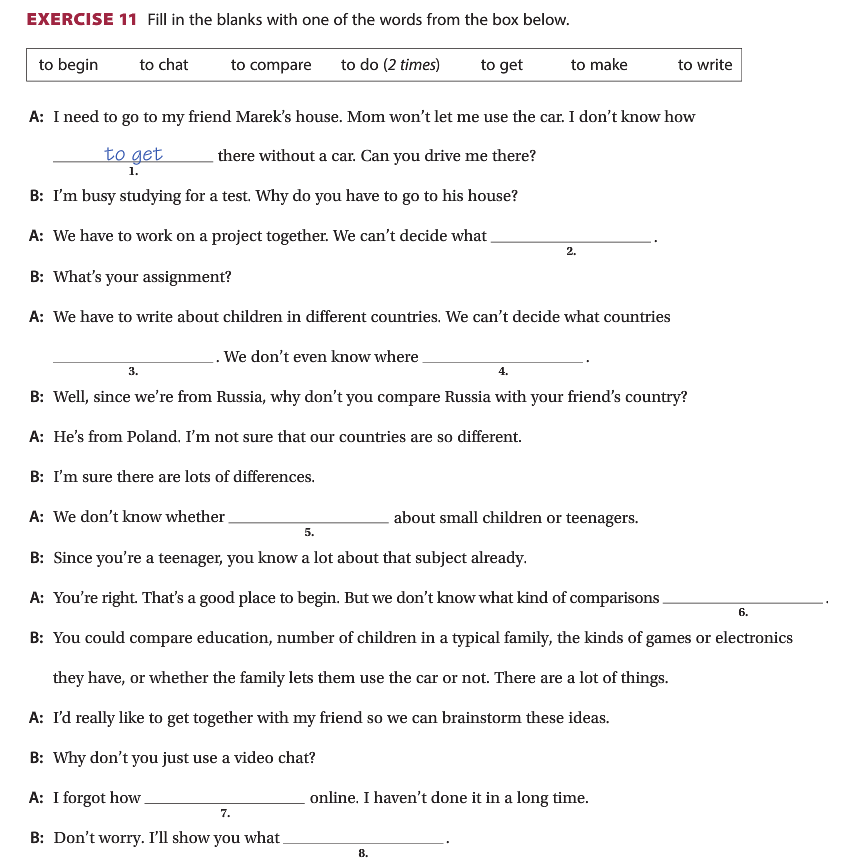 EXERCISE 11 Fill in the blanks with one of the words from the box below.
to begin to chat to compare to do (2 times) to get to make to write
A: I need to go to my friend Marek's house. Mom won't let me use the car. I don't know how
to get there without a car. Can you drive me there?
1.
B: I'm busy studying for a test. Why do you have to go to his house?
A: We have to work on a project together. We can't decide what ____________ .
2.
B: What's your assignment?
A: We have to write about children in different countries. We can't decide what countries
____________ . We don't even know where ____________ .
3. 4.
B: Well, since we're from Russia, why don't you compare Russia with your friend's country?
A: He's from Poland. I'm not sure that our countries are so different.
B: I'm sure there are lots of differences.
A: We don't know whether ____________ about small children or teenagers.
5.
B: Since you're a teenager, you know a lot about that subject already.
A: You're right. That's a good place to begin. But we don't know what kind of comparisons ____________ .
6.
B: You could compare education, number of children in a typical family, the kinds of games or electronics
they have, or whether the family lets them use the car or not. There are a lot of things.
A: I'd really like to get together with my friend so we can brainstorm these ideas.
B: Why don't you just use a video chat?
A: I forgot how ____________ online. I haven't done it in a long time.
7.
B: Don't worry. I'll show you what ____________ .
8.